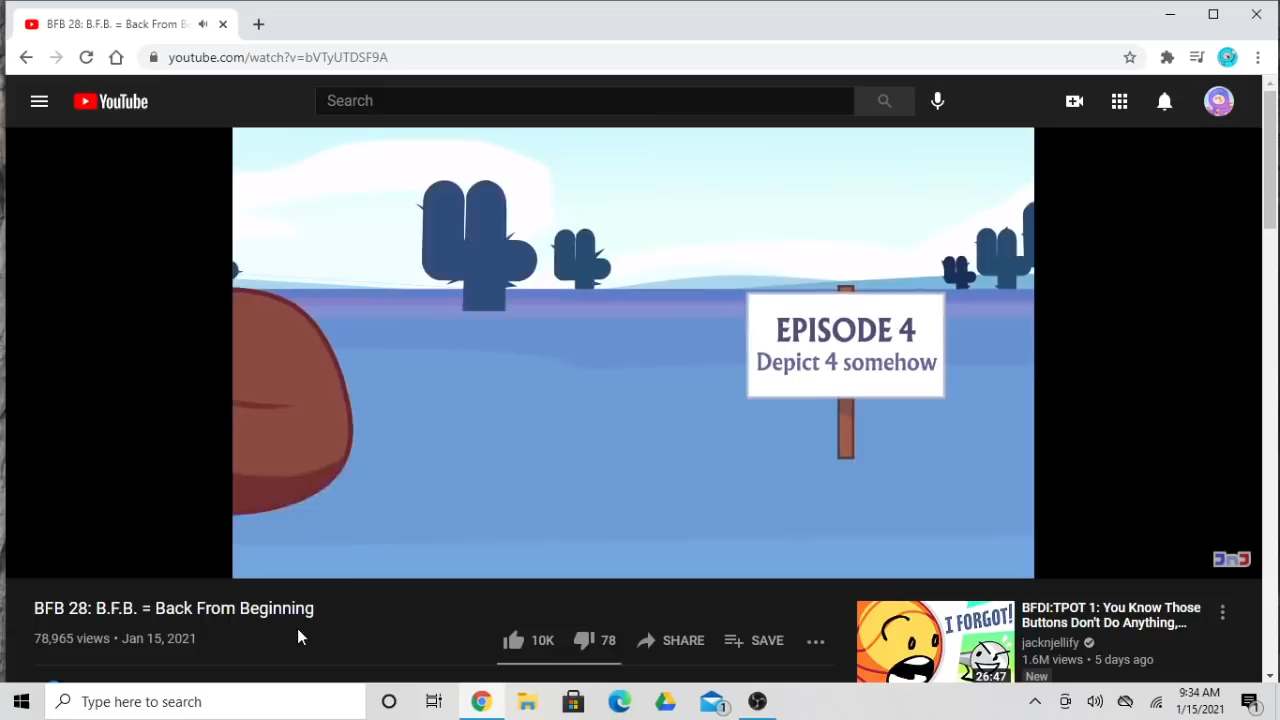 BFB 28: B.F.B. = Back From B
youtube.com/watch?v=bVTyUTDSF9A
YouTube
Search
EPISODE 4
Depict 4 somehow
BFB 28: B.F.B. = Back From Beginning
78,965 views • Jan 15, 2021
10K
78
SHARE
SAVE
I FORGOT!
26:47
BFDI:TPOT 1: You Know Those
Buttons Don't Do Anything,...
jacknjellify
1.6M views • 5 days ago
New
Type here to search
1
9:34 AM
1/15/2021
1